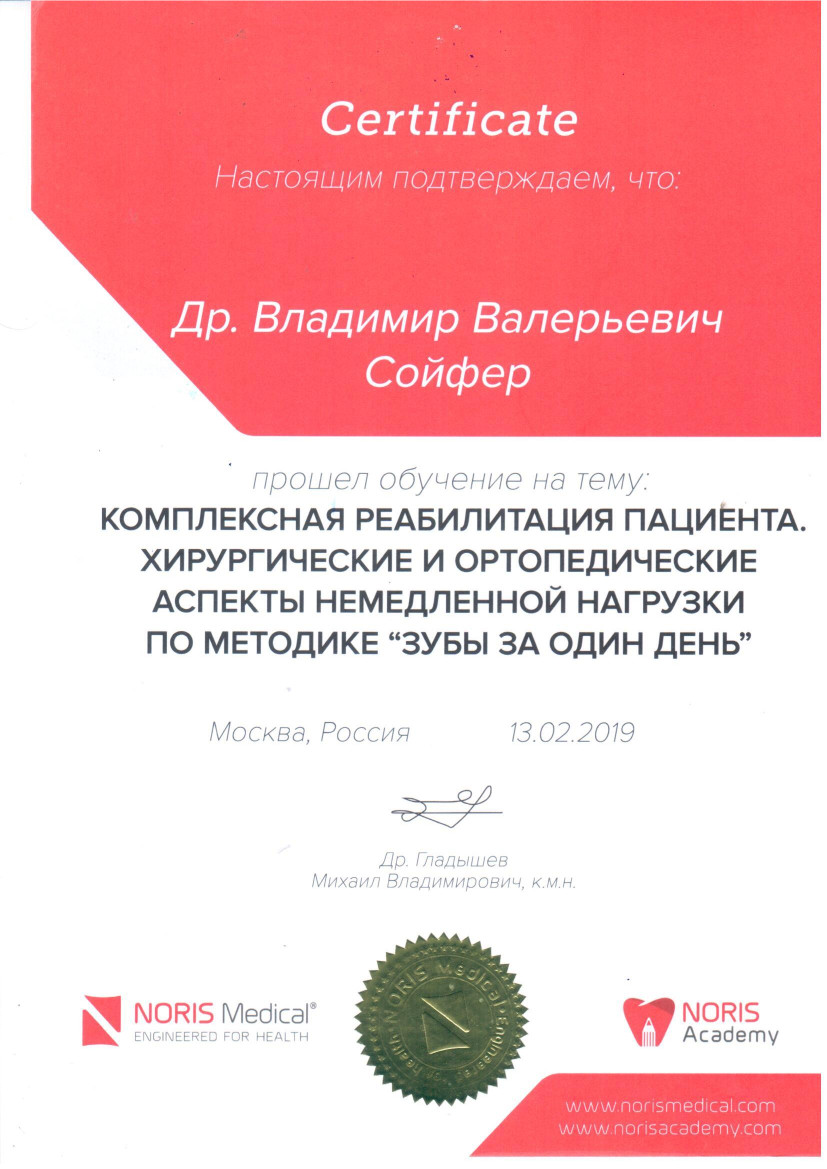 Certificate
Настоящим подтверждаем, что:
Др. Владимир Валерьевич
Сойфер
прошел обучение на тему:
КОМПЛЕКСНАЯ РЕАБИЛИТАЦИЯ ПАЦИЕНТА.
ХИРУРГИЧЕСКИЕ И ОРТОПЕДИЧЕСКИЕ
АСПЕКТЫ НЕМЕДЛЕННОЙ НАГРУЗКИ
ПО МЕТОДИКЕ “ЗУБЫ ЗА ОДИН ДЕНЬ”
Москва, Россия 13.02.2019
Др. Гладышев
Михаил Владимирович, к.м.н.
NORIS Medical®
ENGINEERED FOR HEALTH
NORIS Medical
NORIS
Academy
www.norismedical.com
www.norisacademy.com